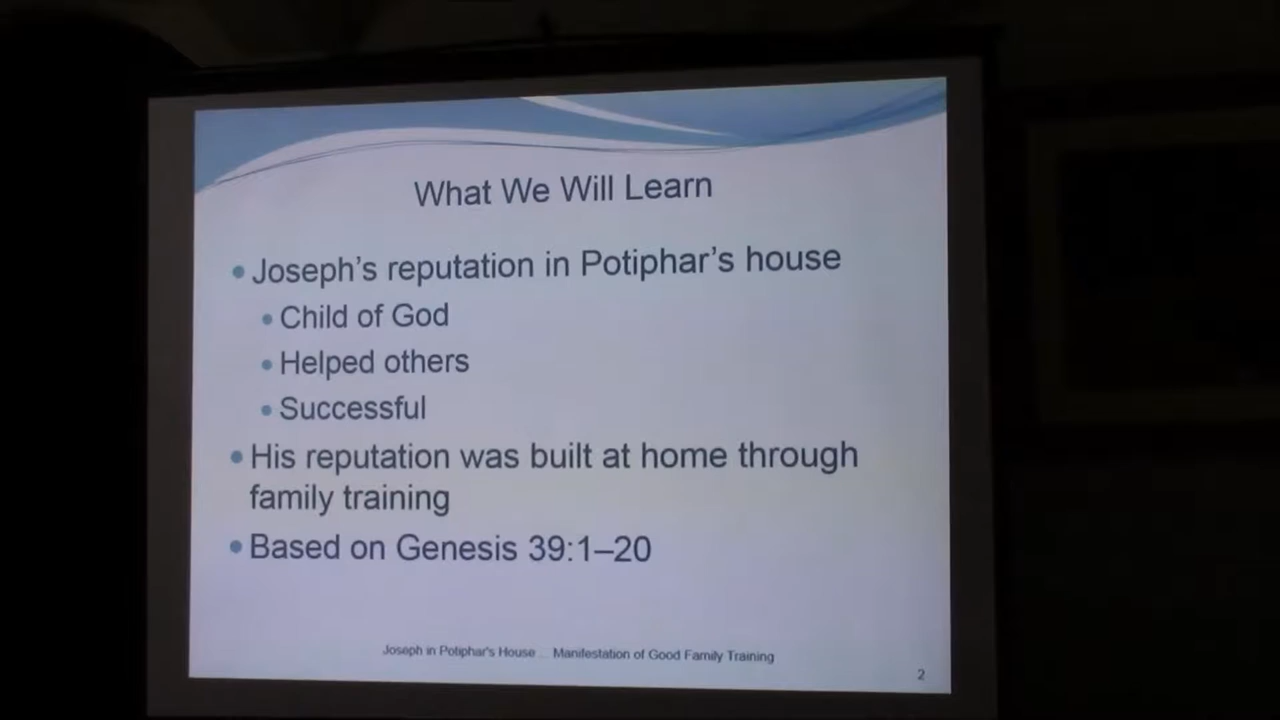 What We Will Learn
• Joseph's reputation in Potiphar's house
• Child of God
• Helped others
• Successful
• His reputation was built at home through
family training
• Based on Genesis 39:1–20
Joseph in Potiphar's House ... Manifestation of Good Family Training
2